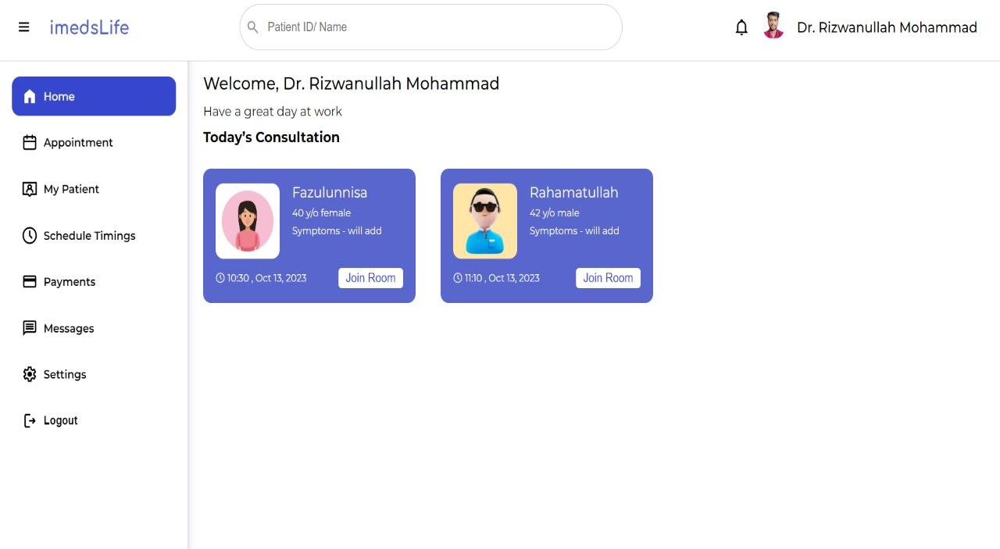 imedsLife
Patient ID/ Name
Dr. Rizwanullah Mohammad
Home
Appointment
My Patient
Schedule Timings
Payments
Messages
Settings
Logout
Welcome, Dr. Rizwanullah Mohammad
Have a great day at work
Today’s Consultation
Fazulunnisa
40 y/o female
Symptoms - will add
10:30 , Oct 13, 2023
Join Room
Rahamatullah
42 y/o male
Symptoms - will add
11:10 , Oct 13, 2023
Join Room